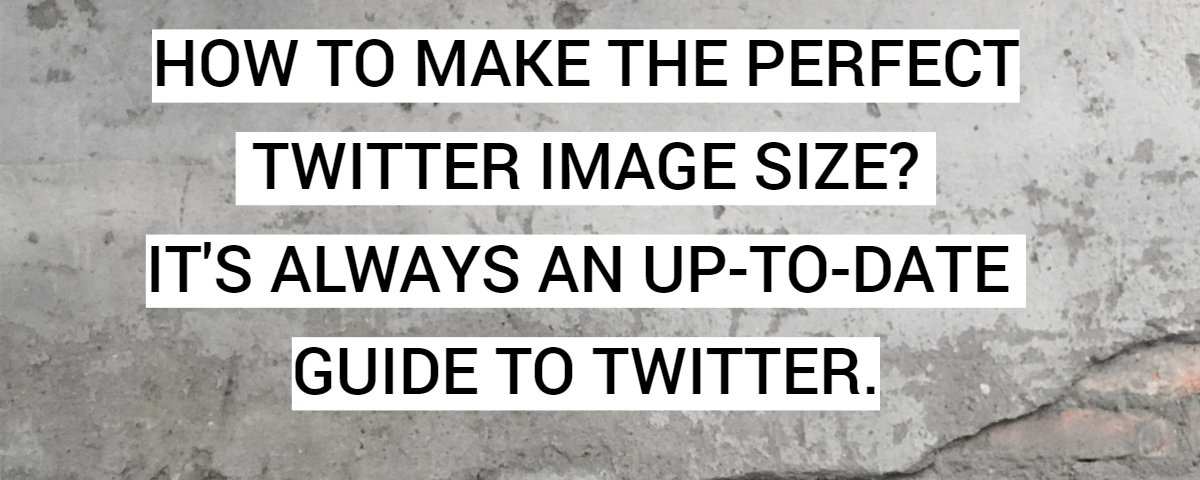 HOW TO MAKE THE PERFECT
TWITTER IMAGE SIZE?
IT'S ALWAYS AN UP-TO-DATE
GUIDE TO TWITTER.